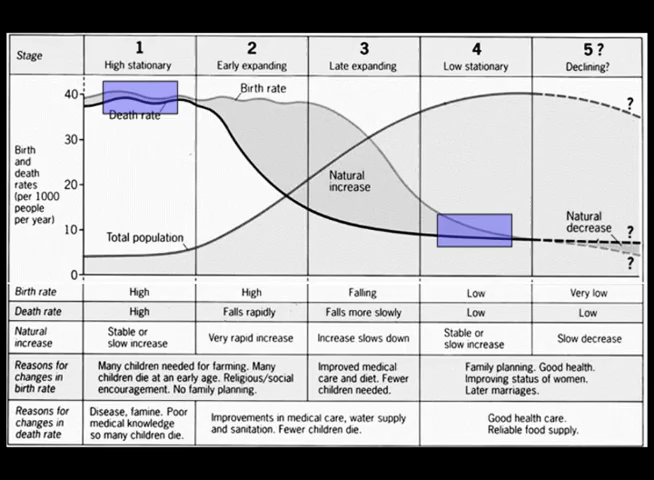 Stage
1
High stationary
2
Early expanding
3
Late expanding
4
Low stationary
5 ?
Declining?
Birth
and
death
rates
(per 1000
people
per year)
40
30
20
10
0
Death rate
Birth rate
Total population
Natural
increase
Natural
decrease
?
?
?
Birth rate
High
High
Falling
Low
Very low
Death rate
High
Falls rapidly
Falls more slowly
Low
Low
Natural
increase
Stable or
slow increase
Very rapid increase
Increase slows down
Stable or
slow increase
Slow decrease
Reasons for
changes in
birth rate
Many children needed for farming. Many
children die at an early age. Religious/social
encouragement. No family planning.
Improved medical
care and diet. Fewer
children needed.
Family planning. Good health.
Improving status of women.
Later marriages.
Reasons for
changes in
death rate
Disease, famine. Poor
medical knowledge
so many children die.
Improvements in medical care, water supply
and sanitation. Fewer children die.
Good health care.
Reliable food supply.